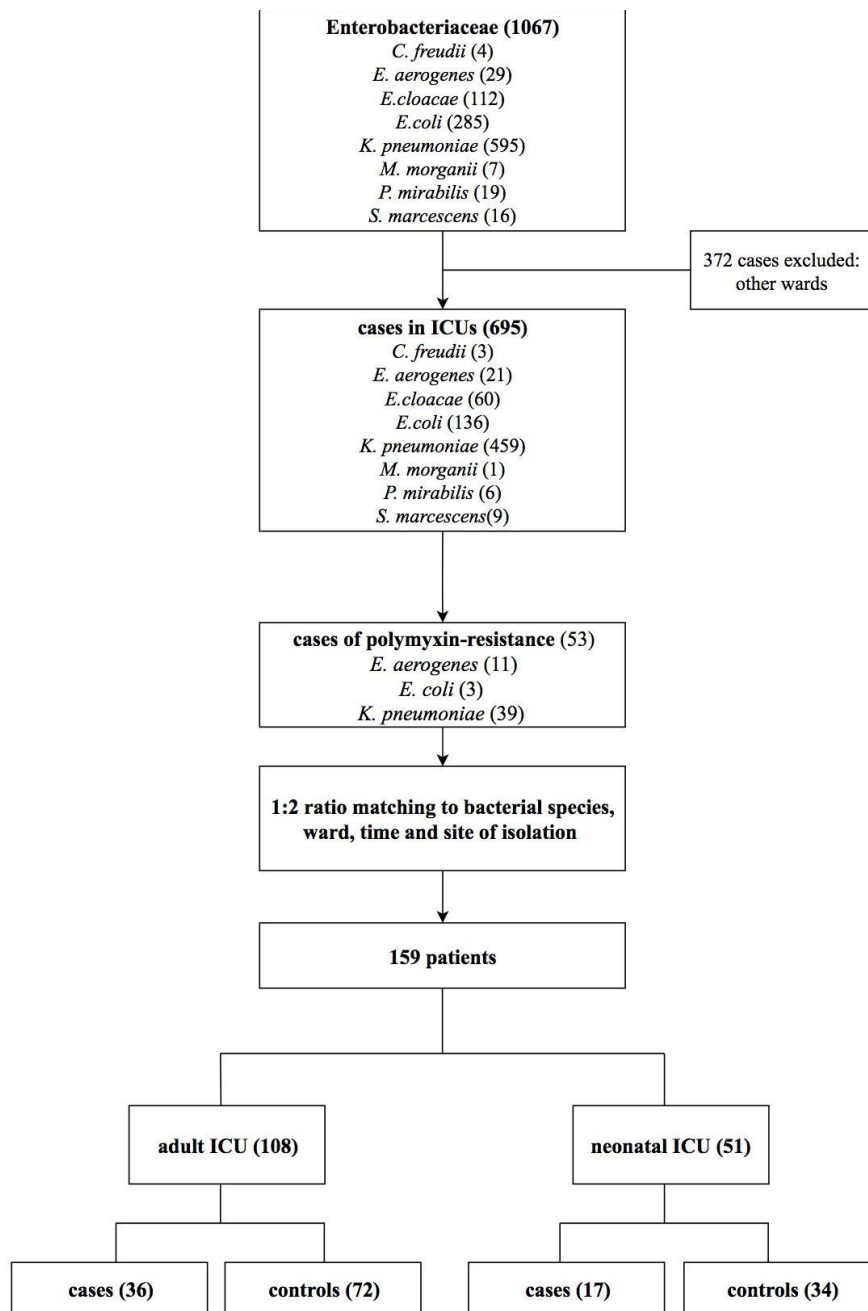 Enterobacteriaceae (1067)
C. freudii (4)
E. aerogenes (29)
E.cloacae (112)
E.coli (285)
K. pneumoniae (595)
M. morganii (7)
P. mirabilis (19)
S. marcescens (16)
372 cases excluded:
other wards
cases in ICUs (695)
C. freudii (3)
E. aerogenes (21)
E.cloacae (60)
E.coli (136)
K. pneumoniae (459)
M. morganii (1)
P. mirabilis (6)
S. marcescens(9)
cases of polymyxin-resistance (53)
E. aerogenes (11)
E. coli (3)
K. pneumoniae (39)
1:2 ratio matching to bacterial species,
ward, time and site of isolation
159 patients
adult ICU (108)
neonatal ICU (51)
cases (36)
controls (72)
cases (17)
controls (34)